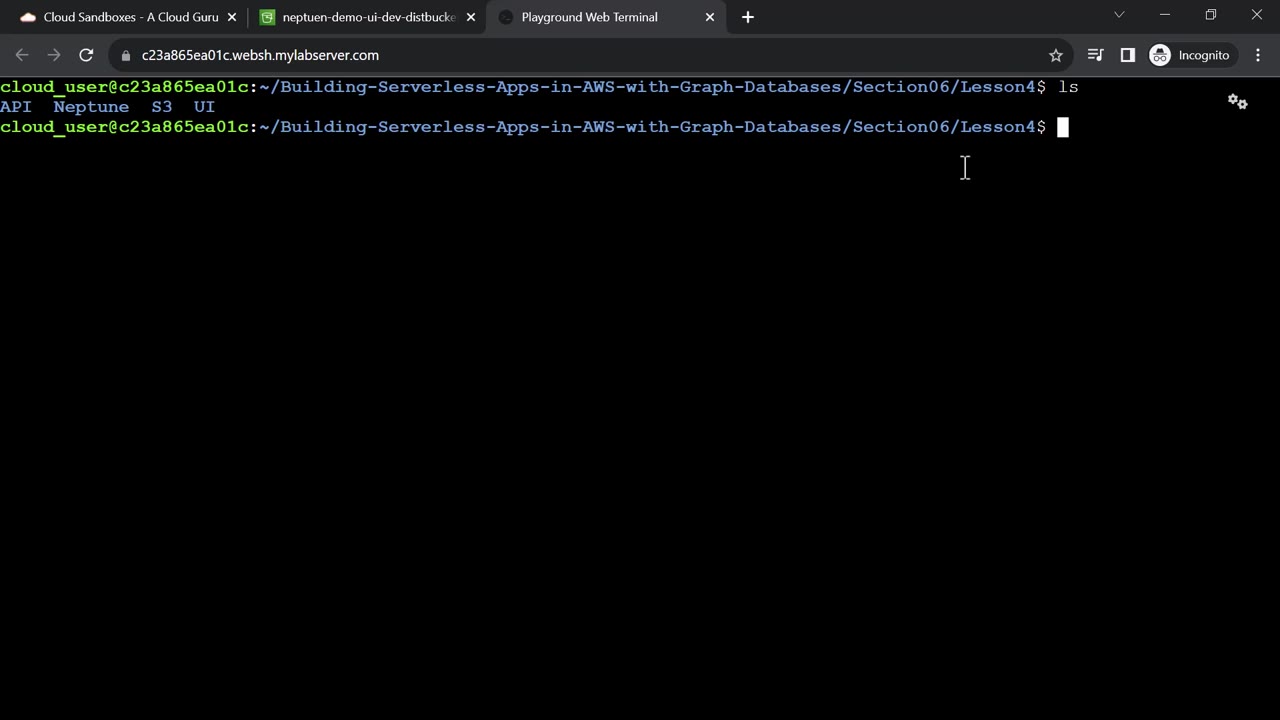 Cloud Sandboxes - A Cloud Guru
neptuen-demo-ui-dev-distbucke
Playground Web Terminal
c23a865ea01c.websh.mylabserver.com
Incognito
cloud_user@c23a865ea01c:~/Building-Serverless-Apps-in-AWS-with-Graph-Databases/Section06/Lesson4$ ls
API Neptune S3 UI
cloud_user@c23a865ea01c:~/Building-Serverless-Apps-in-AWS-with-Graph-Databases/Section06/Lesson4$